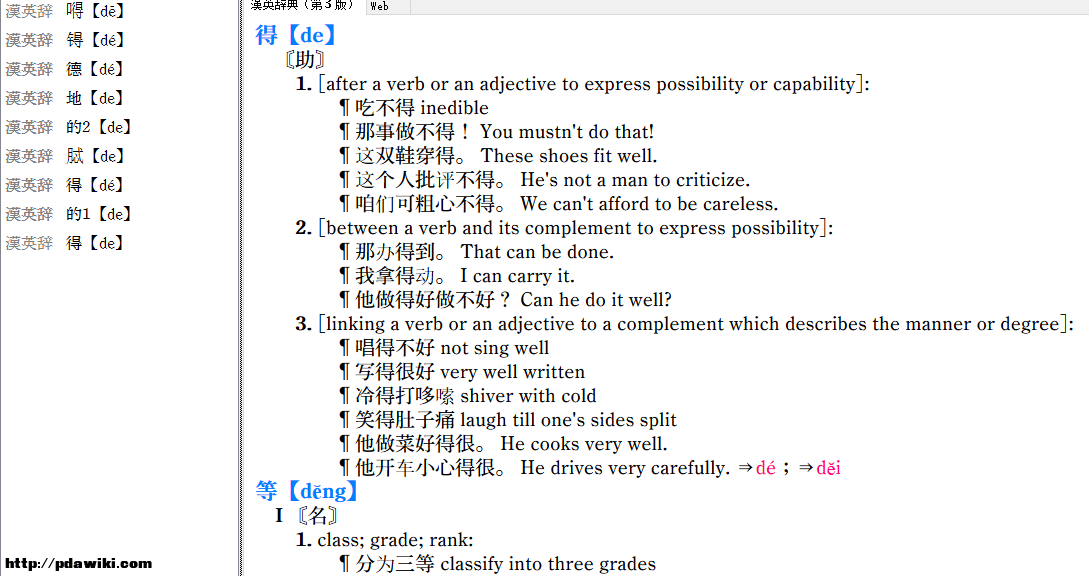 漢英辞 嘚【dē】
漢英辞 锝【dé】
漢英辞 德【dé】
漢英辞 地【de】
漢英辞 的2【de】
漢英辞 脦【de】
漢英辞 得【dé】
漢英辞 的1【de】
漢英辞 得【de】
http://pdawiki.com
漢英辞典（第３版） Web
得【de】
〘助〙
1. [after a verb or an adjective to express possibility or capability]:
¶ 吃不得 inedible
¶ 那事做不得！ You mustn't do that!
¶ 这双鞋穿得。 These shoes fit well.
¶ 这个人批评不得。 He's not a man to criticize.
¶ 咱们可粗心不得。 We can't afford to be careless.
2. [between a verb and its complement to express possibility]:
¶ 那办得到。 That can be done.
¶ 我拿得动。 I can carry it.
¶ 他做得好做不好？ Can he do it well?
3. [linking a verb or an adjective to a complement which describes the manner or degree]:
¶ 唱得不好 not sing well
¶ 写得很好 very well written
¶ 冷得打哆嗦 shiver with cold
¶ 笑得肚子痛 laugh till one's sides split
¶ 他做菜好得很。 He cooks very well.
¶ 他开车小心得很。 He drives very carefully. ⇒dé；⇒děi
等【děng】
I 〘名〙
1. class; grade; rank:
¶ 分为三等 classify into three grades